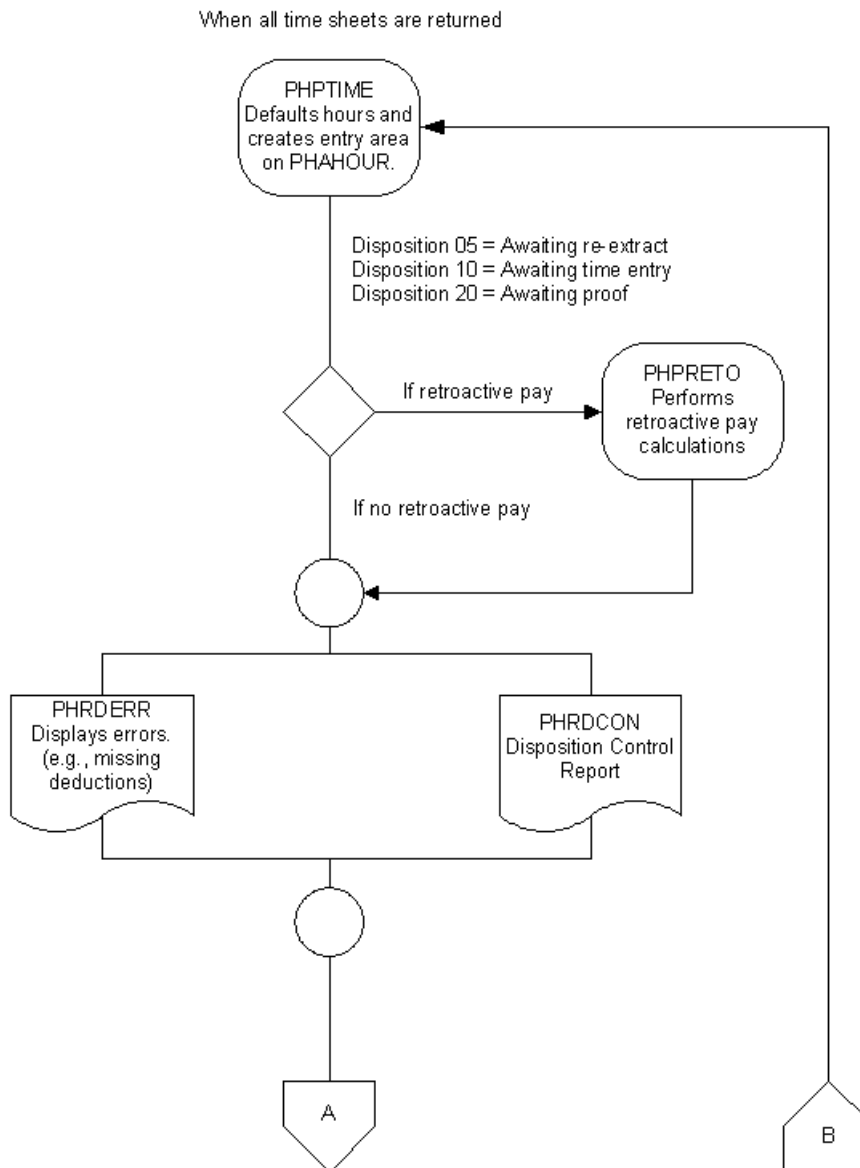 When all time sheets are returned
PHPTIME
Defaults hours and
creates entry area
on PHAHOUR.
Disposition 05 = Awaiting re-extract
Disposition 10 = Awaiting time entry
Disposition 20 = Awaiting proof
If retroactive pay
PHPRETO
Performs
retroactive pay
calculations
If no retroactive pay
PHRDERR
Displays errors.
(e.g., missing
deductions)
PHRDCON
Disposition Control
Report
A
B